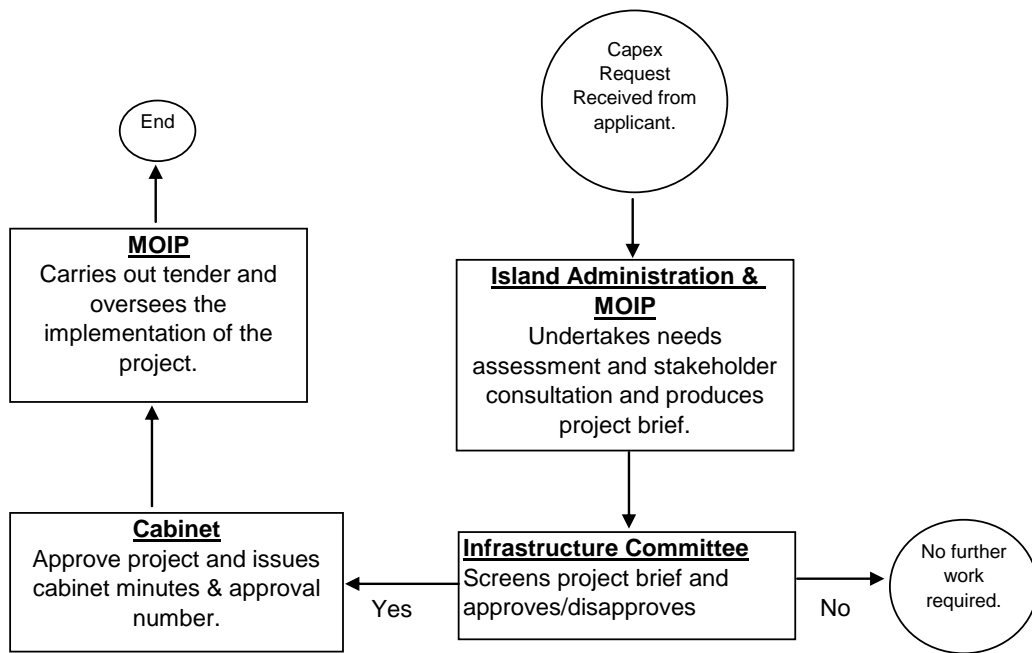 Capex
Request
Received from
applicant.
Island Administration &
MOIP
Undertakes needs
assessment and stakeholder
consultation and produces
project brief.
Infrastructure Committee
Screens project brief and
approves/disapproves
No
No further
work
required.
Yes
Cabinet
Approve project and issues
cabinet minutes & approval
number.
MOIP
Carries out tender and
oversees the
implementation of the
project.
End